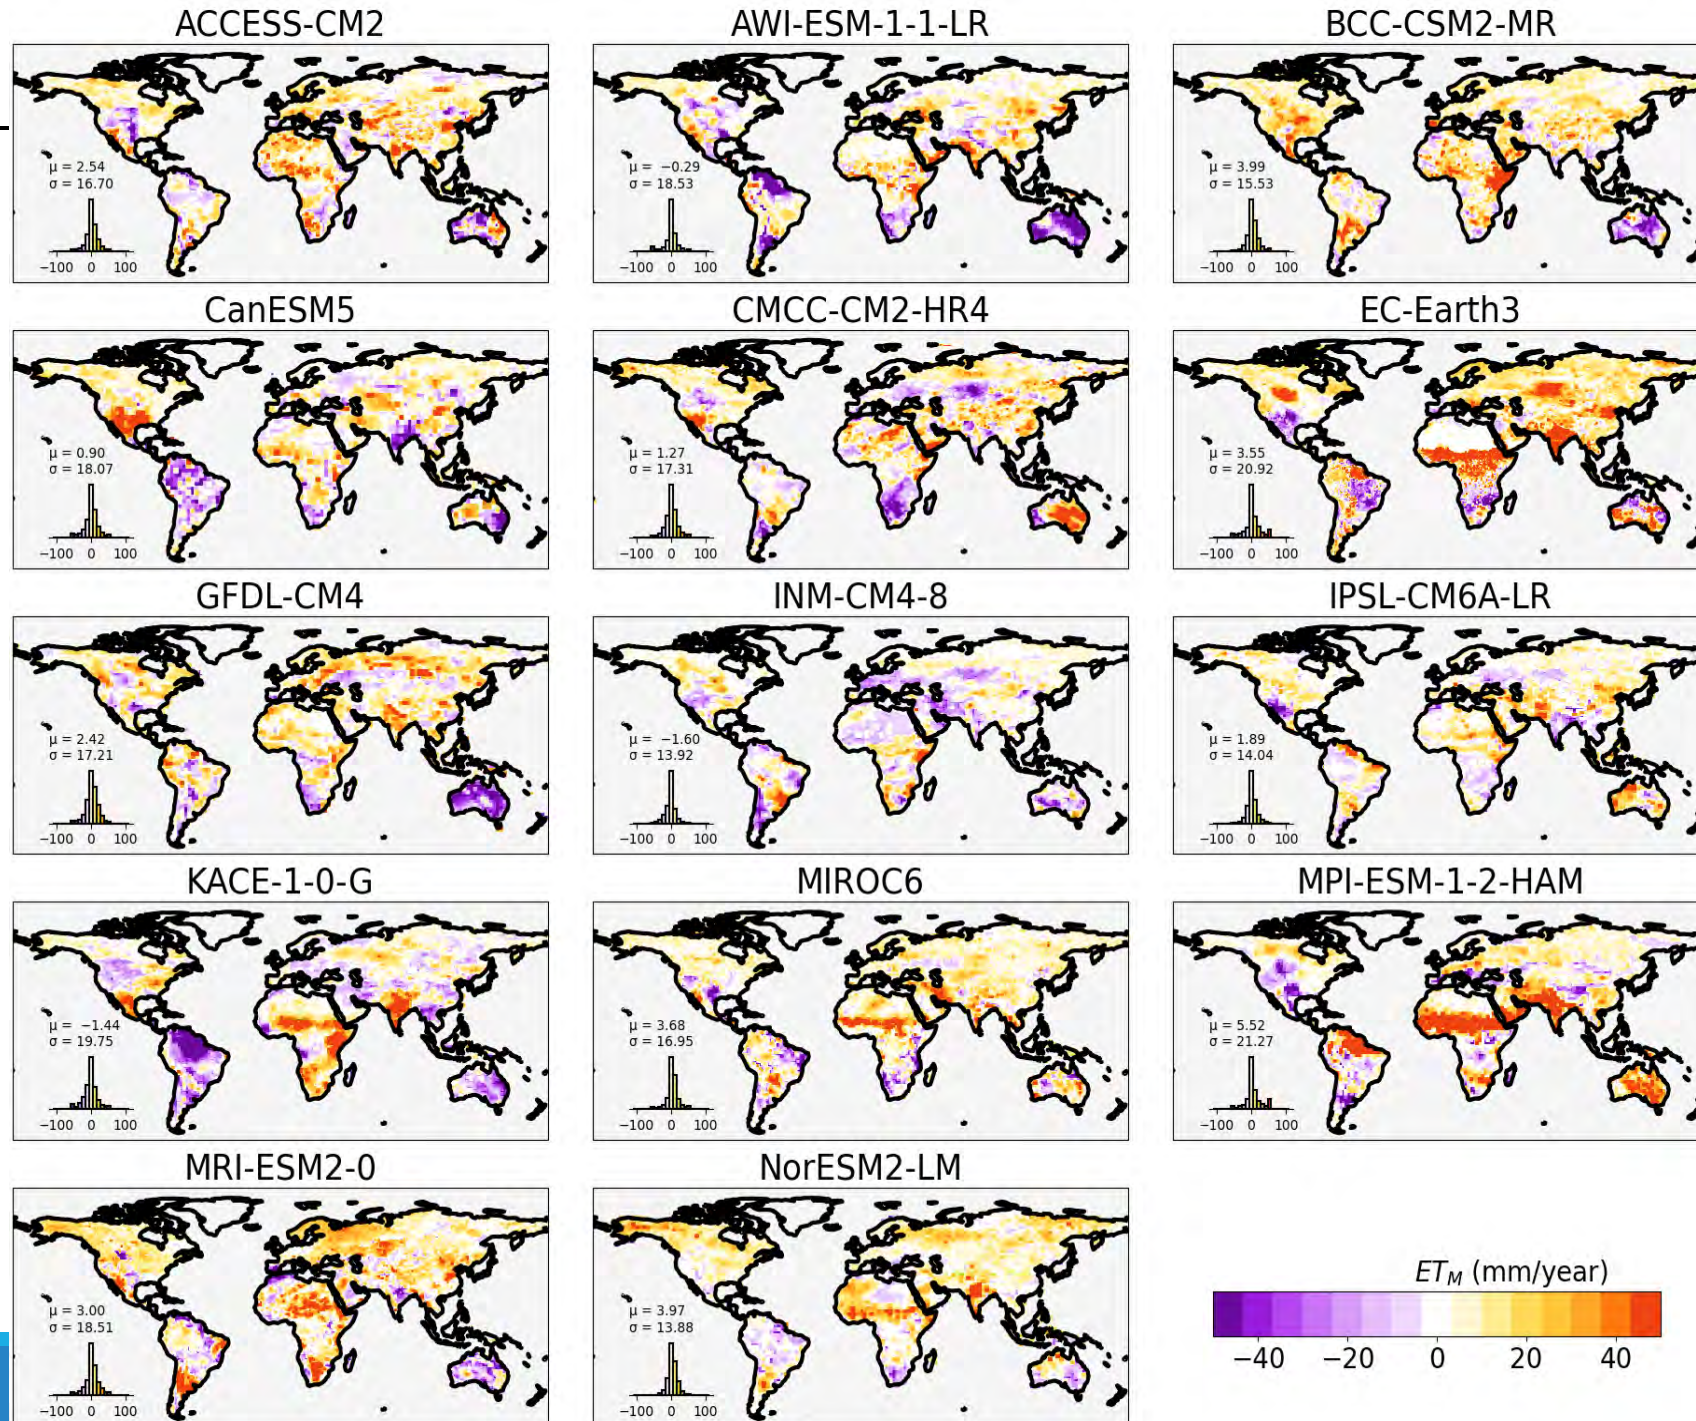 ACCESS-CM2
μ = 2.54
σ = 16.70
−100 0 100
AWI-ESM-1-1-LR
μ = −0.29
σ = 18.53
−100 0 100
BCC-CSM2-MR
μ = 3.99
σ = 15.53
−100 0 100
CanESM5
μ = 0.90
σ = 18.07
−100 0 100
CMCC-CM2-HR4
μ = 1.27
σ = 17.31
−100 0 100
EC-Earth3
μ = 3.55
σ = 20.92
−100 0 100
GFDL-CM4
μ = 2.42
σ = 17.21
−100 0 100
INM-CM4-8
μ = −1.60
σ = 13.92
−100 0 100
IPSL-CM6A-LR
μ = 1.89
σ = 14.04
−100 0 100
KACE-1-0-G
μ = −1.44
σ = 19.75
−100 0 100
MIROC6
μ = 3.68
σ = 16.95
−100 0 100
MPI-ESM-1-2-HAM
μ = 5.52
σ = 21.27
−100 0 100
MRI-ESM2-0
μ = 3.00
σ = 18.51
−100 0 100
NorESM2-LM
μ = 3.97
σ = 13.88
−100 0 100
ET_M (mm/year)
−40 −20 0 20 40